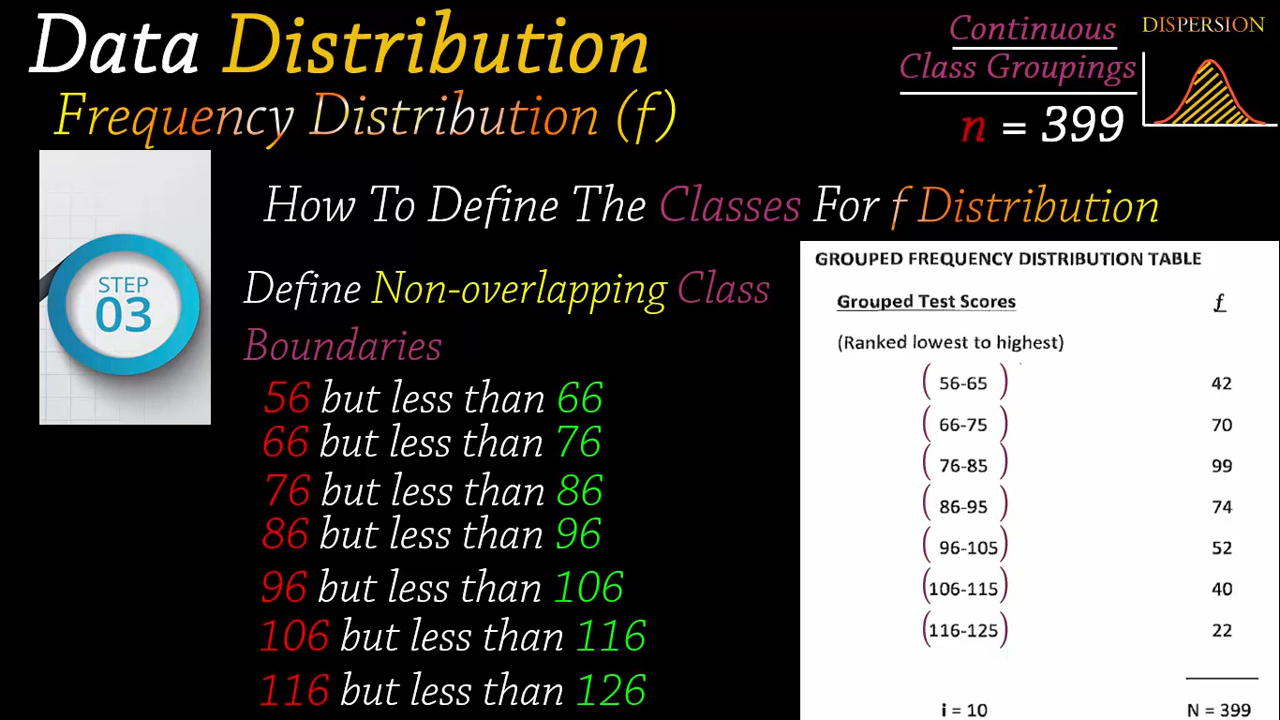 Data Distribution
Frequency Distribution (f)
Continuous
Class Groupings
n = 399
DISPERSION
STEP
03
How To Define The Classes For f Distribution
Define Non-overlapping Class
Boundaries
56 but less than 66
66 but less than 76
76 but less than 86
86 but less than 96
96 but less than 106
106 but less than 116
116 but less than 126
GROUPED FREQUENCY DISTRIBUTION TABLE
Grouped Test Scores f
(Ranked lowest to highest)
(56-65) 42
(66-75) 70
(76-85) 99
(86-95) 74
(96-105) 52
(106-115) 40
(116-125) 22
i = 10 N = 399